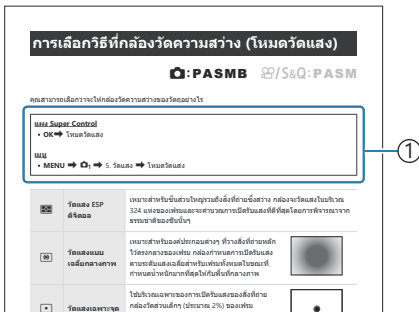 การเลือกวิธีที่กล้องวัดความสว่าง (โหมดวัดแสง)
:PASMB /S&Q:PASM
คุณสามารถเลือกว่าจะให้กล้องวัดความสว่างของวัตถุอย่างไร
แผง Super Control
• OK ➡ โหมดวัดแสง
เมนู
• MENU ➡ 1 ➡ 5. วัดแสง ➡ โหมดวัดแสง
1
วัดแสง ESP
ดิจิตอล
เหมาะสำหรับซีนส่วนใหญ่รวมถึงสิ่งที่ถ่ายซึ่งสว่าง กล้องจะวัดแสงในบริเวณ
324 แห่งของเฟรมและจะคำนวณการเปิดรับแสงที่ดีที่สุดโดยการพิจารณาจาก
ธรรมชาติของซีนนั้นๆ
วัดแสงแบบ
เฉลี่ยกลางภาพ
เหมาะสำหรับองค์ประกอบต่างๆ ที่วางสิ่งที่ถ่ายหลัก
ไว้ตรงกลางของเฟรม กล้องกำหนดการเปิดรับแสง
ตามระดับแสงเฉลี่ยสำหรับเฟรมทั้งหมดในขณะที่
กำหนดน้ำหนักมากที่สุดให้กับพื้นที่กลางภาพ
วัดแสงเฉพาะจุด
ใช้บริเวณเฉพาะของการเปิดรับแสงของสิ่งที่ถ่าย
กล้องวัดส่วนเล็กๆ (ประมาณ 2%) ของเฟรม